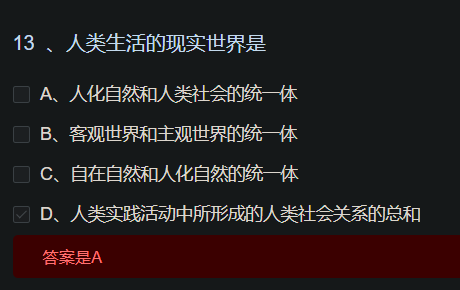 13 、人类生活的现实世界是
A、人化自然和人类社会的统一体
B、客观世界和主观世界的统一体
C、自在自然和人化自然的统一体
D、人类实践活动中所形成的人类社会关系的总和
答案是A